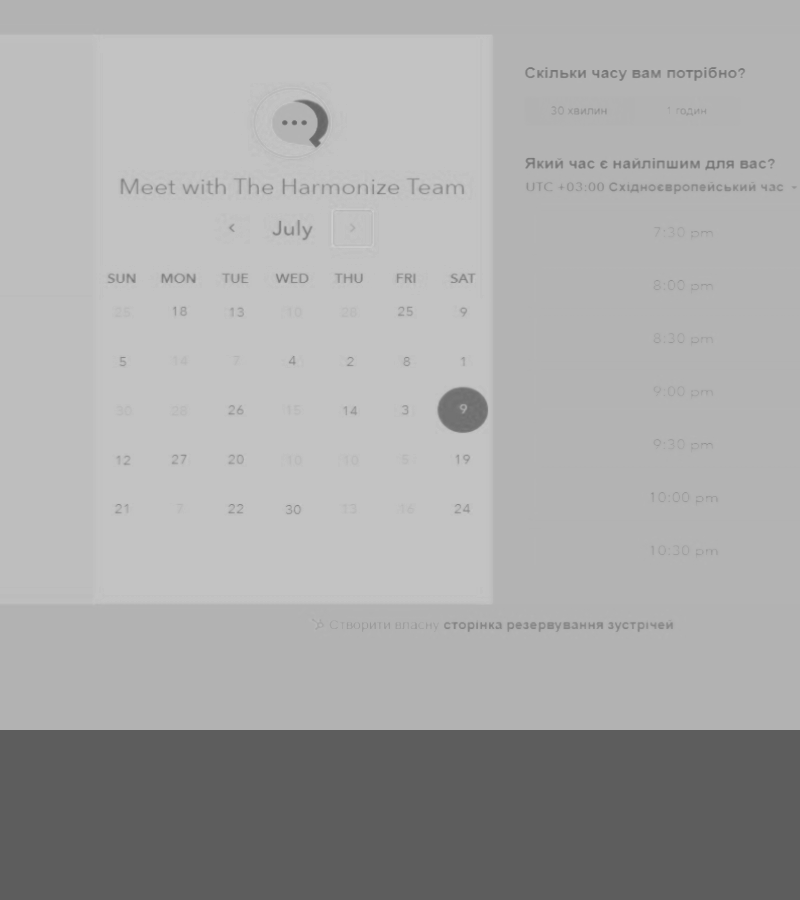 Meet with The Harmonize Team
July
SUN MON TUE WED THU FRI SAT
25 18 13 10 28 25 9
5 14 7 4 2 8 1
30 28 26 15 14 3 9
12 27 20 10 10 5 19
21 7 22 30 13 16 24
Скільки часу вам потрібно?
30 хвилин 1 годин
Який час є найліпшим для вас?
UTC +03:00 Східноєвропейський час
7:30 pm
8:00 pm
8:30 pm
9:00 pm
9:30 pm
10:00 pm
10:30 pm
Створити власну сторінка резервування зустрічей